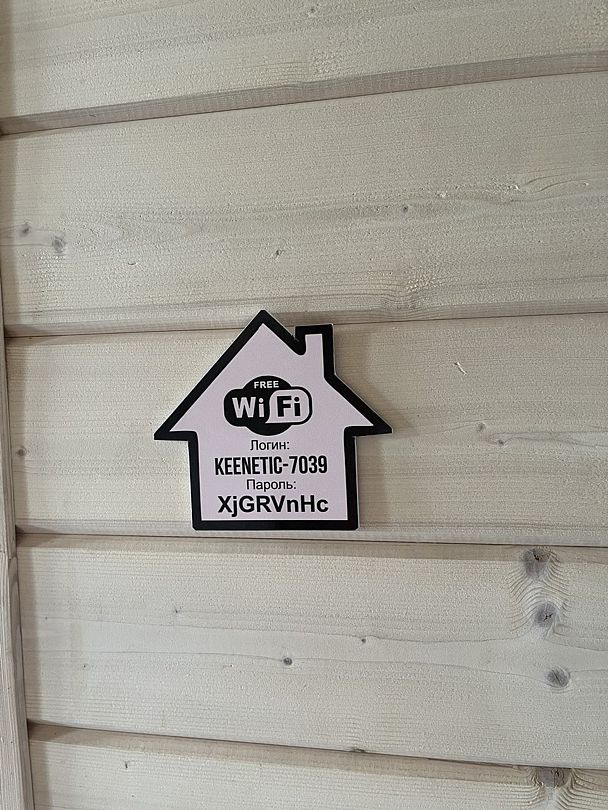 FREE
WiFi
Логин:
KEENETIC-7039
Пароль:
XjGRVnHc